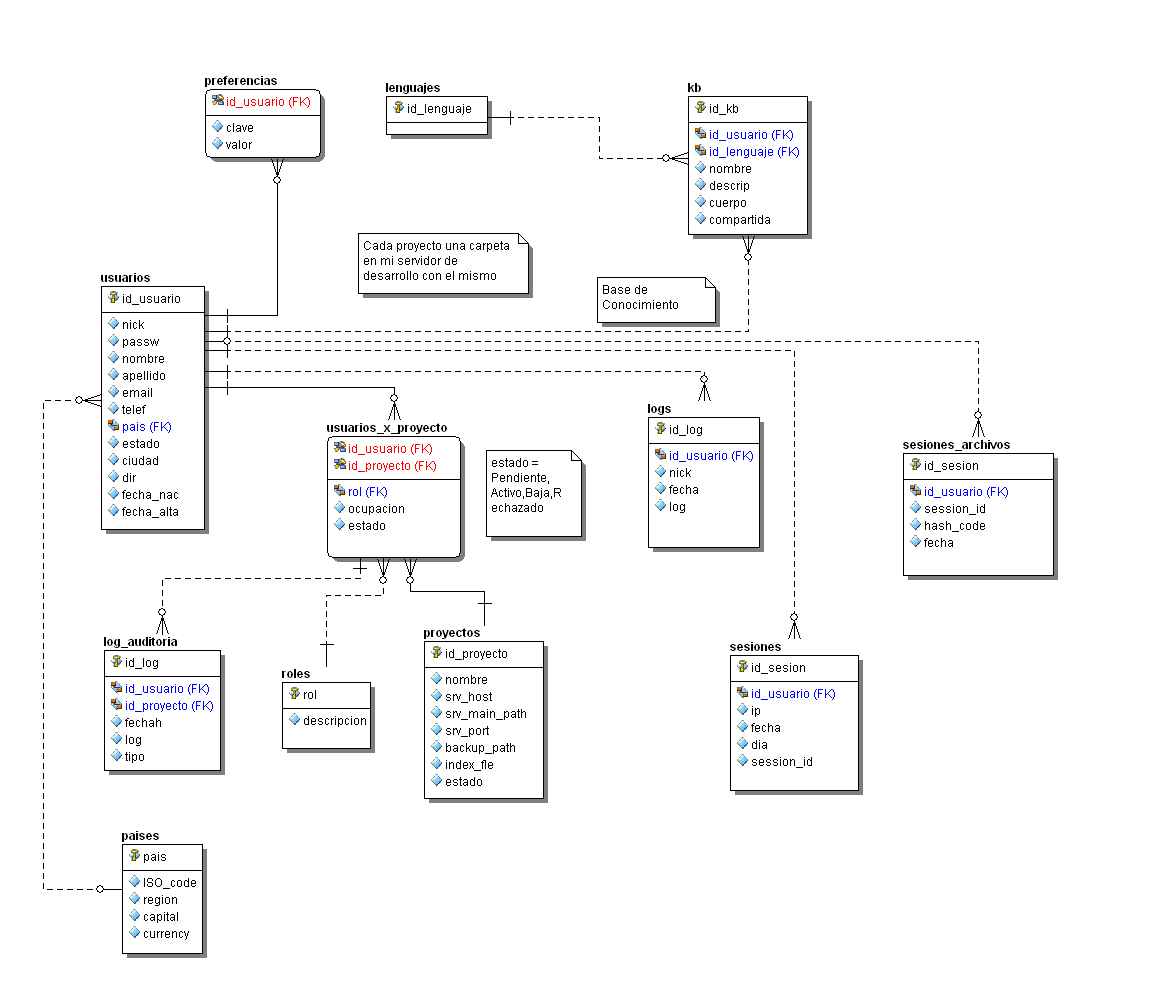 preferencias
id_usuario (FK)
clave
valor
lenguajes
id_lenguaje
kb
id_kb
id_usuario (FK)
id_lenguaje (FK)
nombre
descrip
cuerpo
compartida
Cada proyecto una carpeta
en mi servidor de
desarrollo con el mismo
Base de
Conocimiento
usuarios
id_usuario
nick
passw
nombre
apellido
email
telef
pais (FK)
estado
ciudad
dir
fecha_nac
fecha_alta
usuarios_x_proyecto
id_usuario (FK)
id_proyecto (FK)
rol (FK)
ocupacion
estado
estado =
Pendiente,
Activo,Baja,R
echazado
logs
id_log
id_usuario (FK)
nick
fecha
log
sesiones_archivos
id_sesion
id_usuario (FK)
session_id
hash_code
fecha
log_auditoria
id_log
id_usuario (FK)
id_proyecto (FK)
fechah
log
tipo
roles
rol
descripcion
proyectos
id_proyecto
nombre
srv_host
srv_main_path
srv_port
backup_path
index_fle
estado
sesiones
id_sesion
id_usuario (FK)
ip
fecha
dia
session_id
paises
pais
ISO_code
region
capital
currency